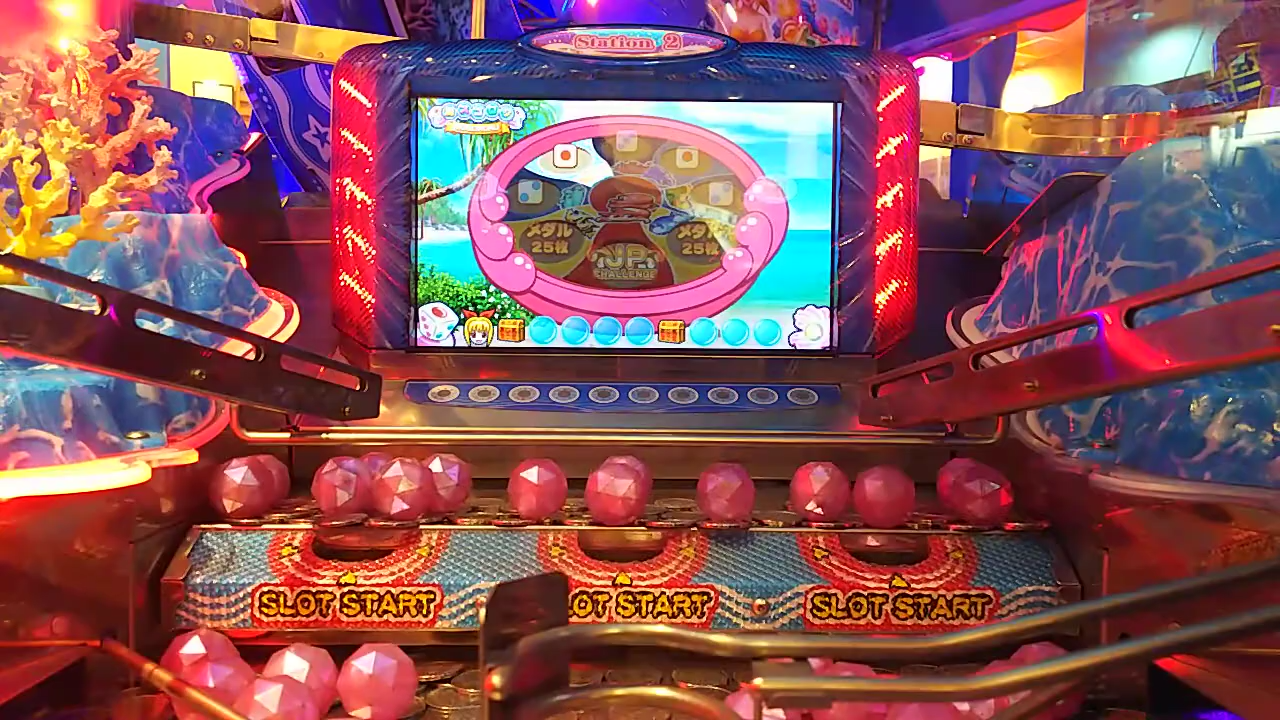 Station 2
メダル
25枚
メダル
25枚
JP
CHALLENGE
SLOT START
OT START
SLOT START